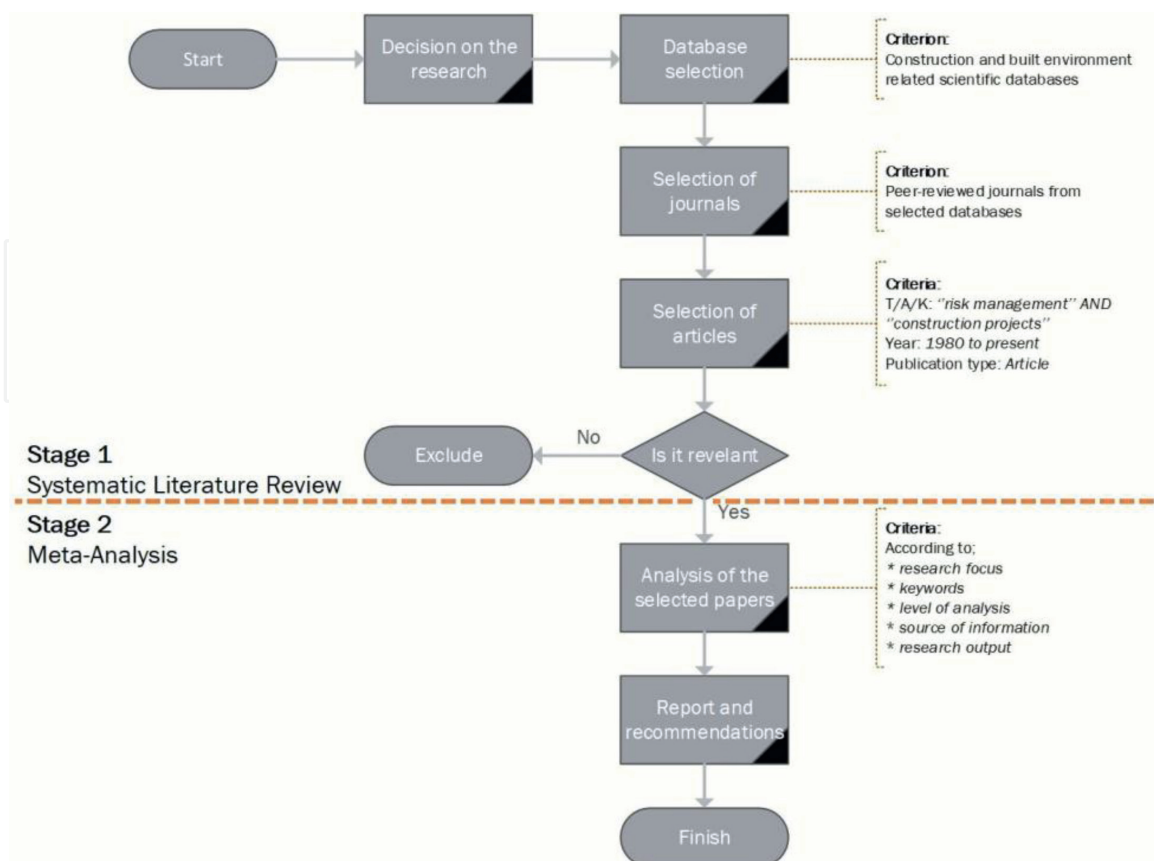 Start
Decision on the
research
Database
selection
Criterion:
Construction and built environment
related scientific databases
Selection of
journals
Criterion:
Peer-reviewed journals from
selected databases
Selection of
articles
Criteria:
T/A/K: ‘‘risk management’’ AND
‘‘construction projects’’
Year: 1980 to present
Publication type: Article
Is it revelant
No
Exclude
Stage 1
Systematic Literature Review
Stage 2
Meta-Analysis
Yes
Analysis of the
selected papers
Criteria:
According to;
* research focus
* keywords
* level of analysis
* source of information
* research output
Report and
recommendations
Finish